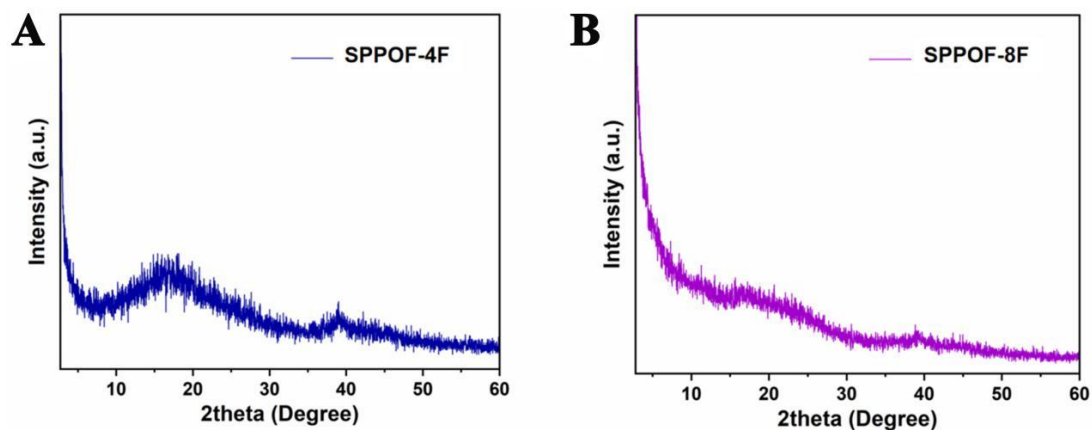 A
SPPOF-4F
Intensity (a.u.)
10 20 30 40 50 60
2theta (Degree)
B
SPPOF-8F
Intensity (a.u.)
10 20 30 40 50 60
2theta (Degree)